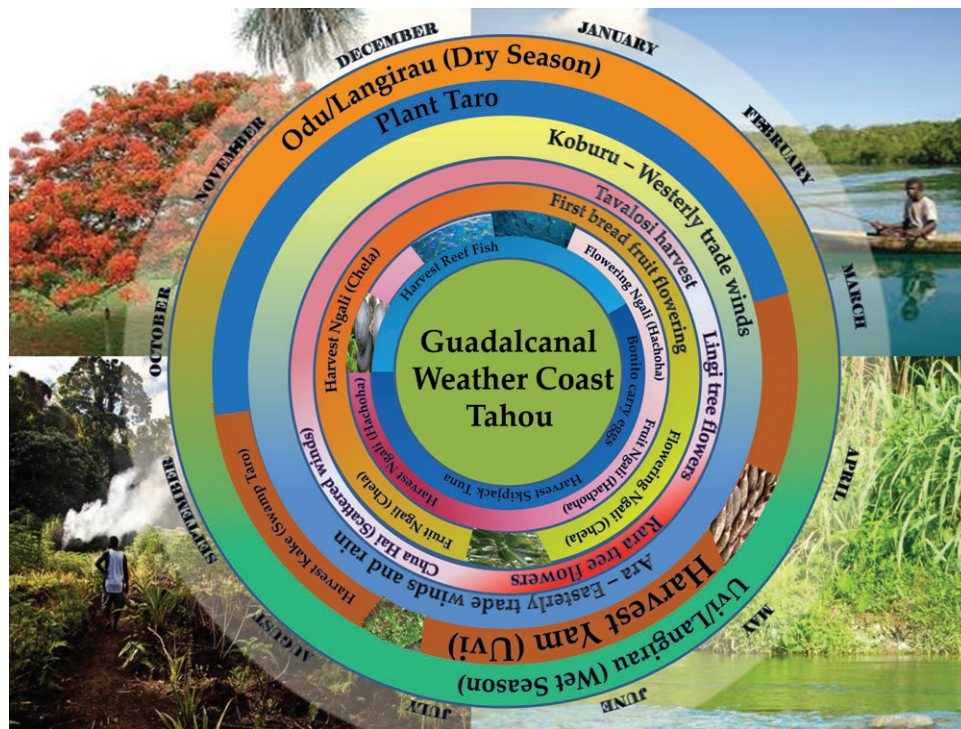 JANUARY
FEBRUARY
MARCH
APRIL
MAY
JUNE
JULY
AUGUST
SEPTEMBER
OCTOBER
NOVEMBER
DECEMBER
Odu/Langirau (Dry Season)
Uvi/Langirau (Wet Season)
Plant Taro
Harvest Yam (Uvi)
Harvest Kake (Swamp Taro)
Koburu – Westerly trade winds
Ara – Easterly trade winds and rain
Tavalosi harvest
Lingi tree flowers
Rara tree flowers
Chua Hai (Scattered winds)
First bread fruit flowering
Flowering Ngali (Chela)
Fruit Ngali (Chela)
Harvest Ngali (Chela)
Flowering Ngali (Hachoha)
Fruit Ngali (Hachoha)
Harvest Ngali (Hachoha)
Harvest Reef Fish
Bonito carry eggs
Harvest Skipjack Tuna
Guadalcanal
Weather Coast
Tahou